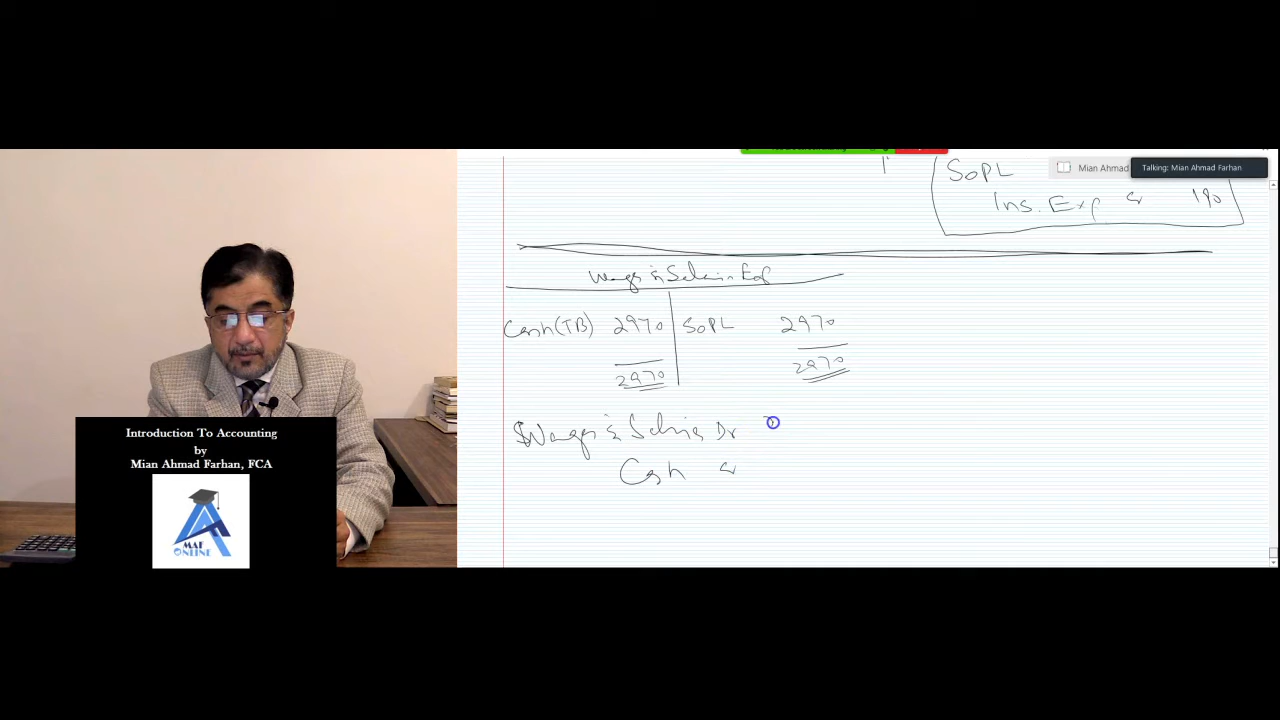 SOPL
Mian Ahmad
Talking: Mian Ahmad Farhan
Ins. Exp cr 190
Wages & Salaries
Cash (TB) 2970 SOPL 2970
2970 2970
Wages & Salaries Dr
Cash cr
Introduction To Accounting
by
Mian Ahmad Farhan, FCA
MAF
ONLINE